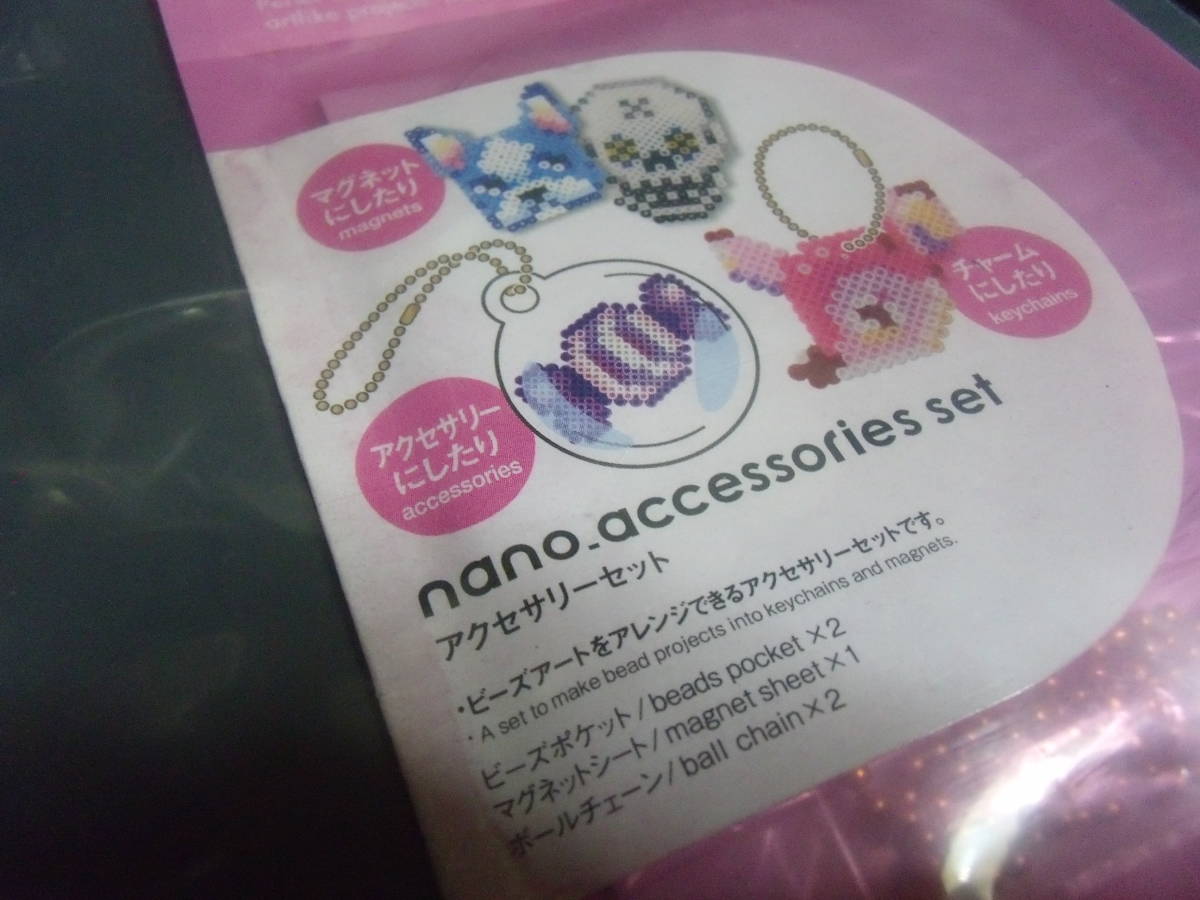 artlike project
マグネット
にしたり
magnets
チャーム
にしたり
keychains
アクセサリー
にしたり
accessories
nano-accessories set
アクセサリーセット
・ビーズアートをアレンジできるアクセサリーセットです。
・A set to make bead projects into keychains and magnets.
ビーズポケット/beads pocket×2
マグネットシート/magnet sheet×1
ボールチェーン/ball chain×2